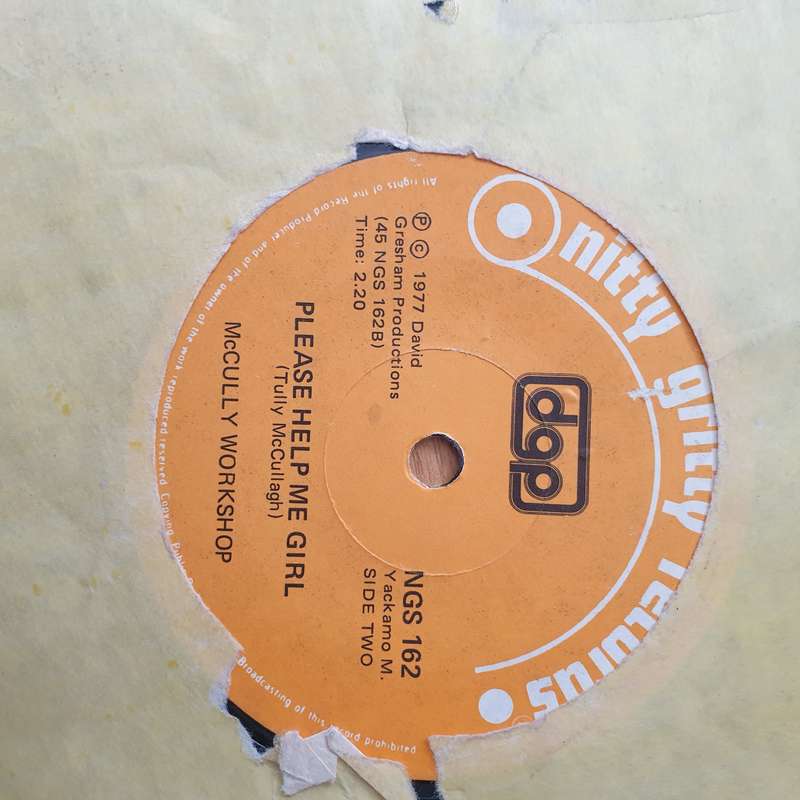 nitty gritty records
dgp
℗ © 1977 David
Gresham Productions
(45 NGS 162B)
Time: 2.20
NGS 162
Yackamo M.
SIDE TWO
PLEASE HELP ME GIRL
(Tully McCullagh)
McCULLY WORKSHOP
All rights of the Record Producer and of the owner of the work reproduced reserved. Copying, Public
Broadcasting of this record prohibited